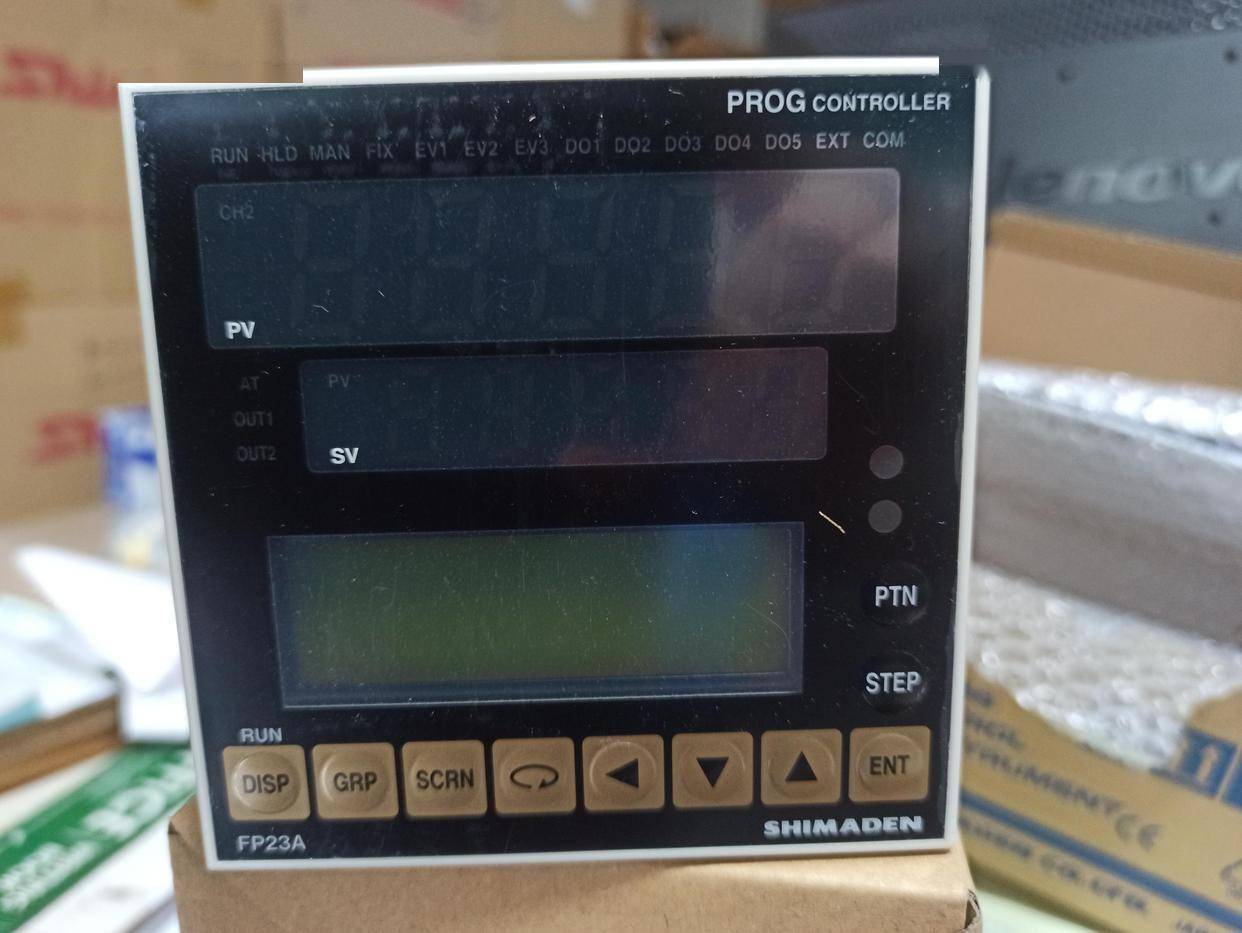 PROG CONTROLLER
RUN HLD MAN FIX EV1 EV2 EV3 DO1 DO2 DO3 DO4 DO5 EXT COM
CH2
PV
AT
PV
OUT1
OUT2
SV
PTN
STEP
RUN
DISP GRP SCRN ENT
FP23A
SHIMADEN